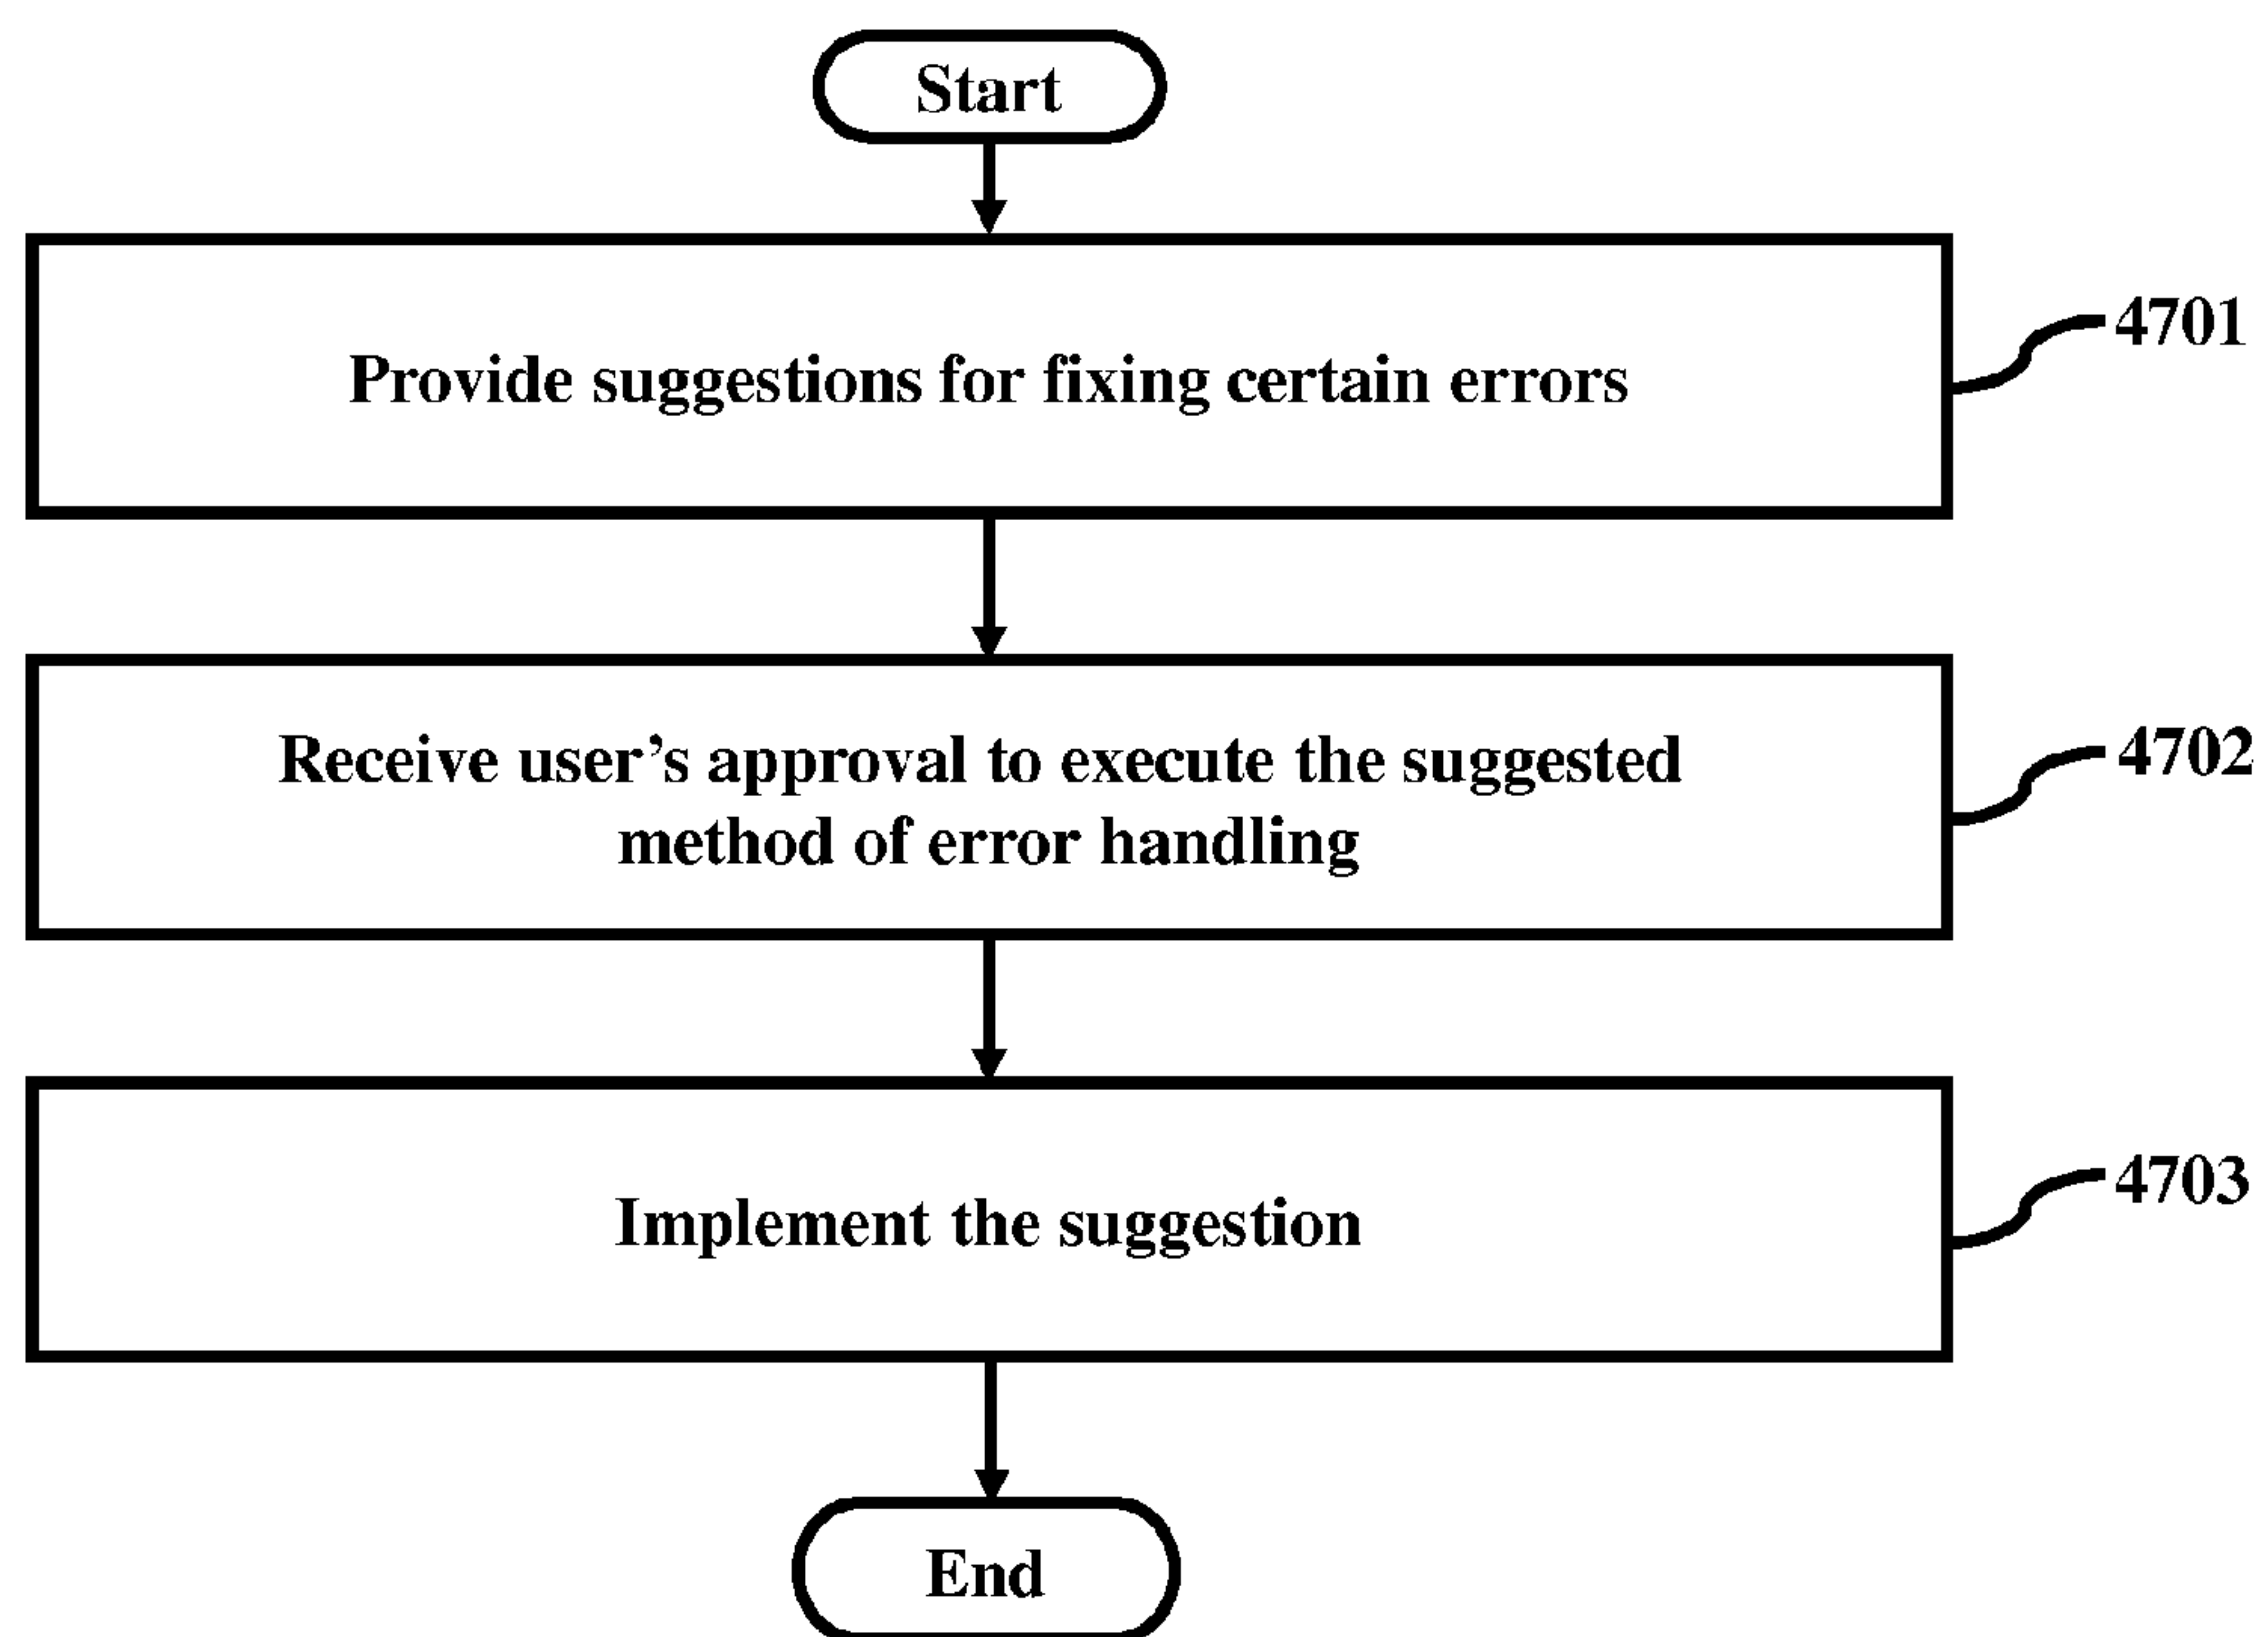 Start
Provide suggestions for fixing certain errors
4701
Receive user’s approval to execute the suggested
method of error handling
4702
Implement the suggestion
4703
End